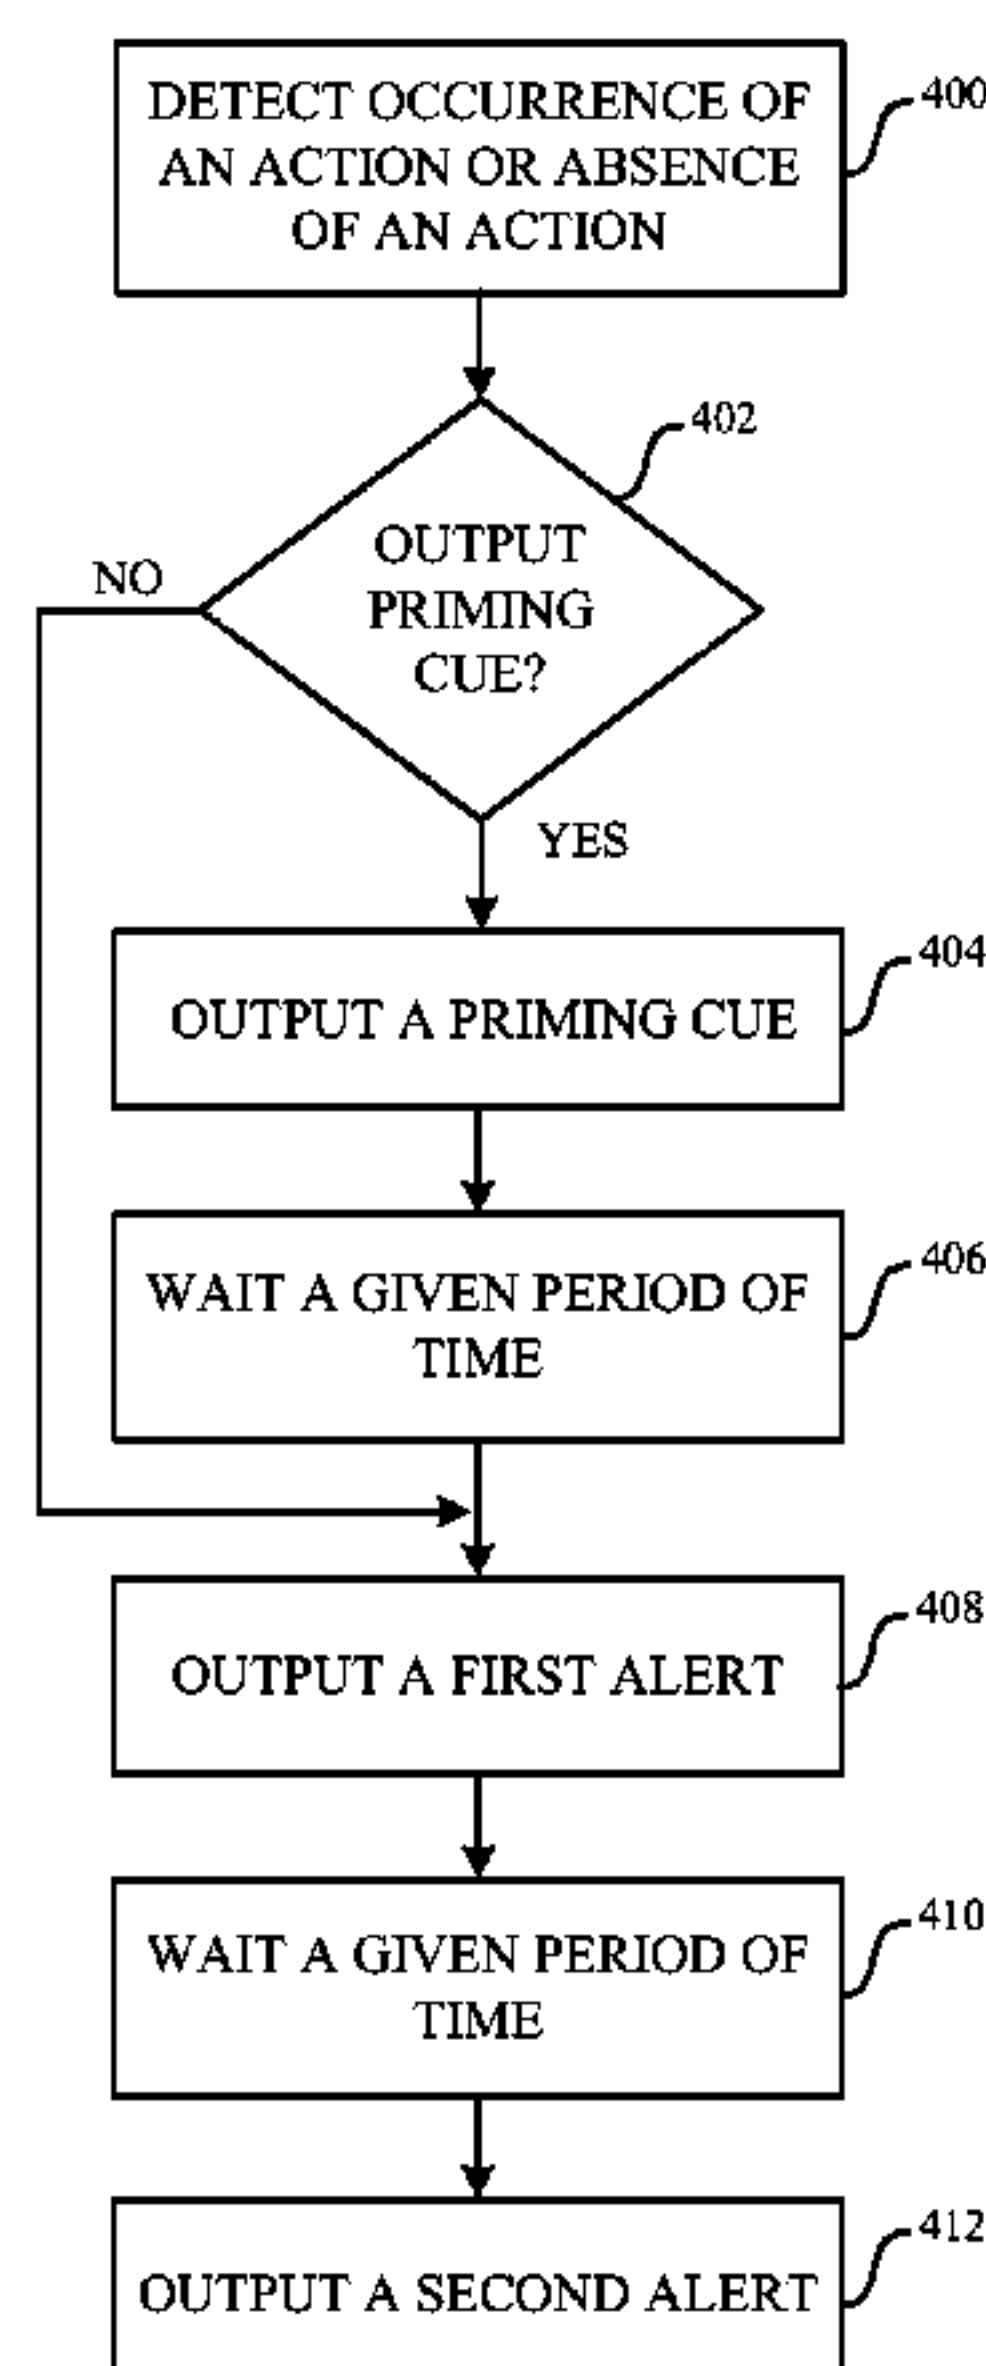 DETECT OCCURRENCE OF
AN ACTION OR ABSENCE
OF AN ACTION
400
402
OUTPUT
PRIMING
CUE?
NO
YES
OUTPUT A PRIMING CUE
404
WAIT A GIVEN PERIOD OF
TIME
406
OUTPUT A FIRST ALERT
408
WAIT A GIVEN PERIOD OF
TIME
410
OUTPUT A SECOND ALERT
412